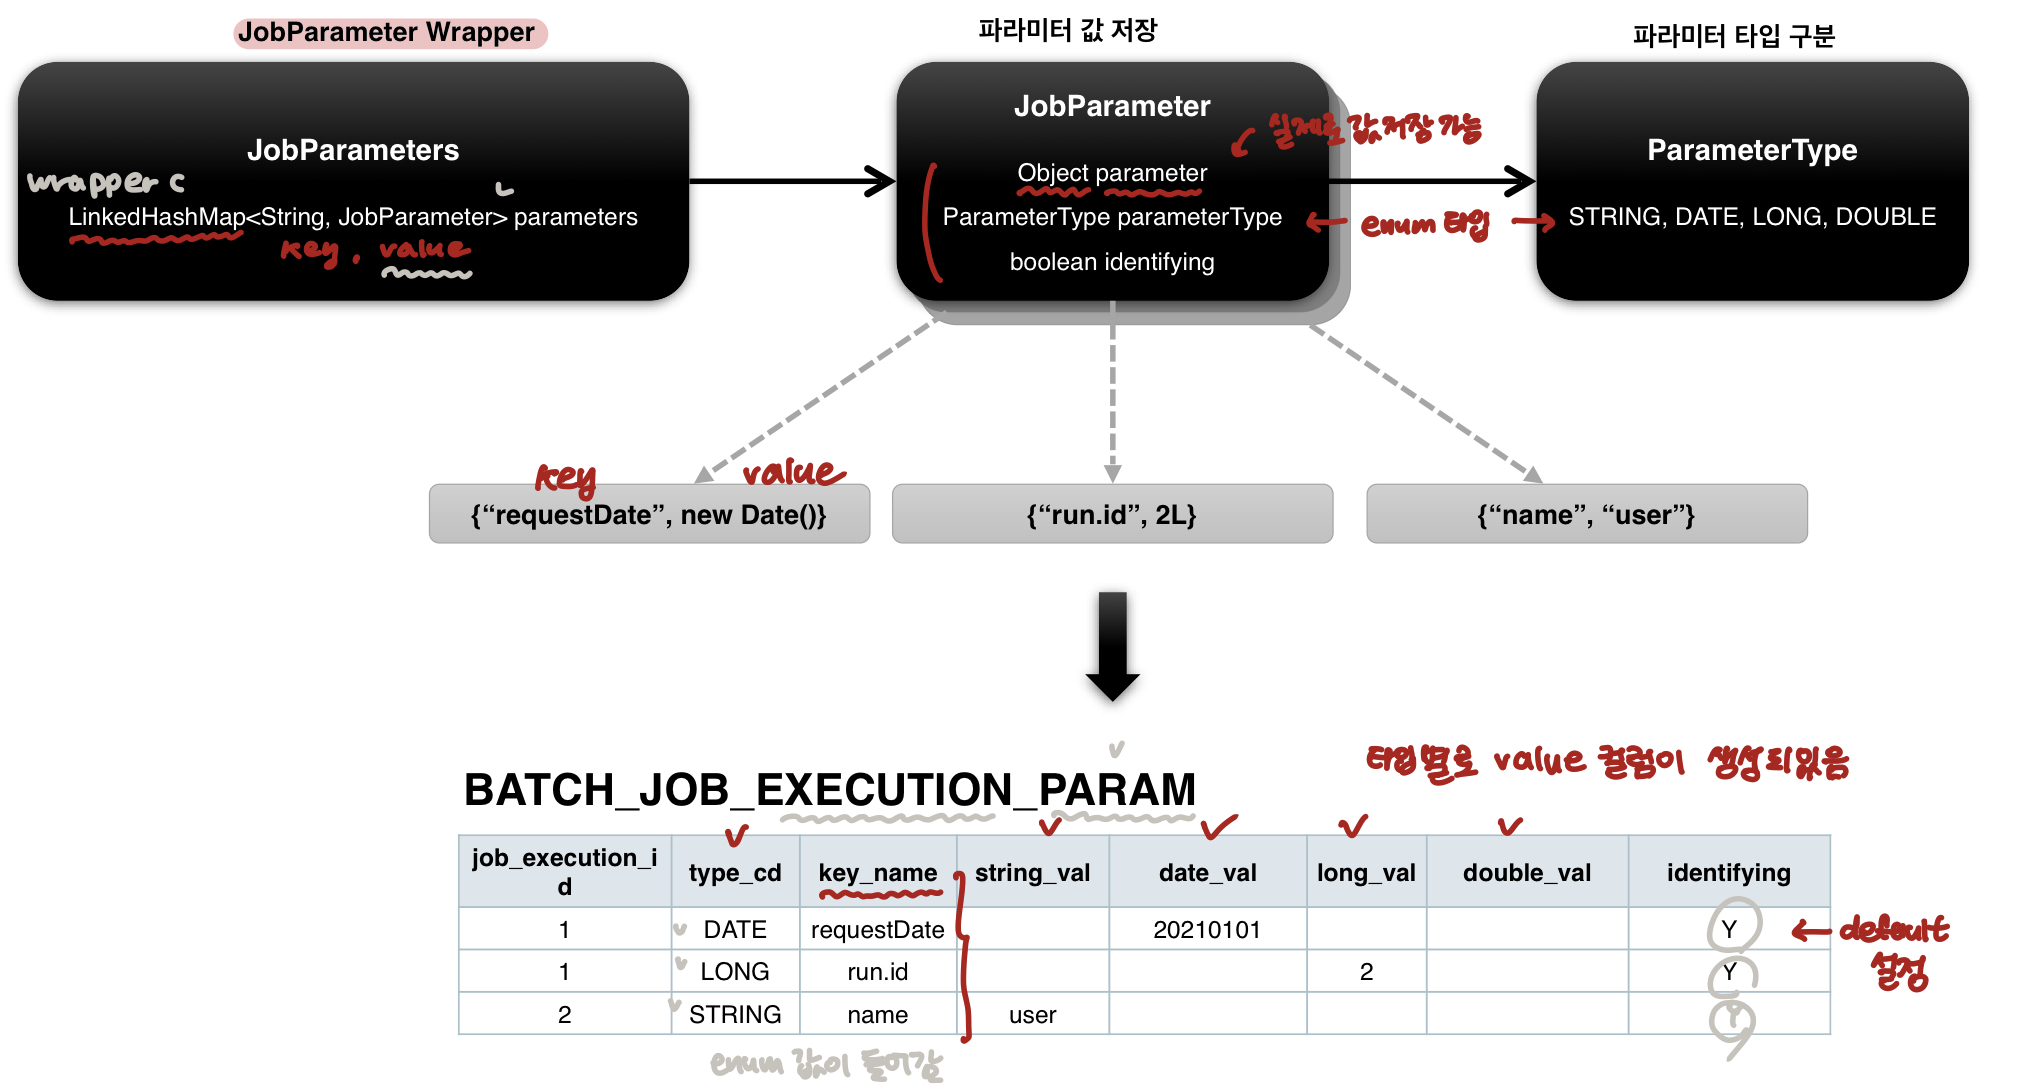 JobParameter Wrapper
파라미터 값 저장
파라미터 타입 구분
JobParameters
wrapper c
LinkedHashMap<String, JobParameter> parameters
key, value
JobParameter
실제로 값 저장 가능
Object parameter
ParameterType parameterType
boolean identifying
enum 타입
ParameterType
STRING, DATE, LONG, DOUBLE
key
value
{“requestDate”, new Date()}
{“run.id”, 2L}
{“name”, “user”}
타입별로 value 컬럼이 생성되있음
BATCH_JOB_EXECUTION_PARAM
job_execution_i
d
type_cd key_name string_val date_val long_val double_val identifying
1 DATE requestDate 20210101 Y
default
설정
1 LONG run.id 2 Y
2 STRING name user Y
enum 값이 들어감